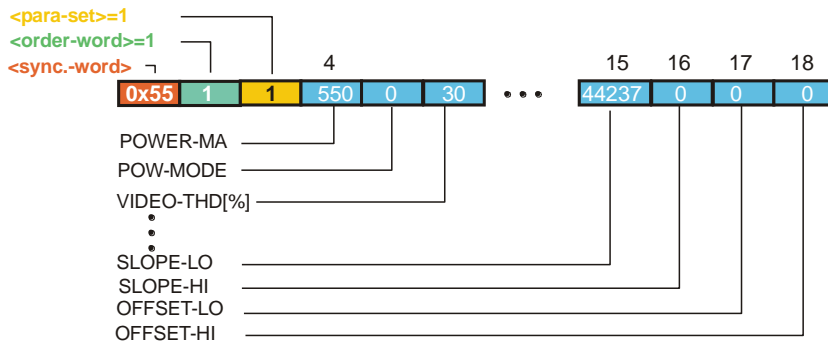 <para-set>=1
<order-word>=1
<sync.-word>
4 15 16 17 18
0x55 1 1 550 0 30 44237 0 0 0
POWER-MA
POW-MODE
VIDEO-THD[%]
SLOPE-LO
SLOPE-HI
OFFSET-LO
OFFSET-HI